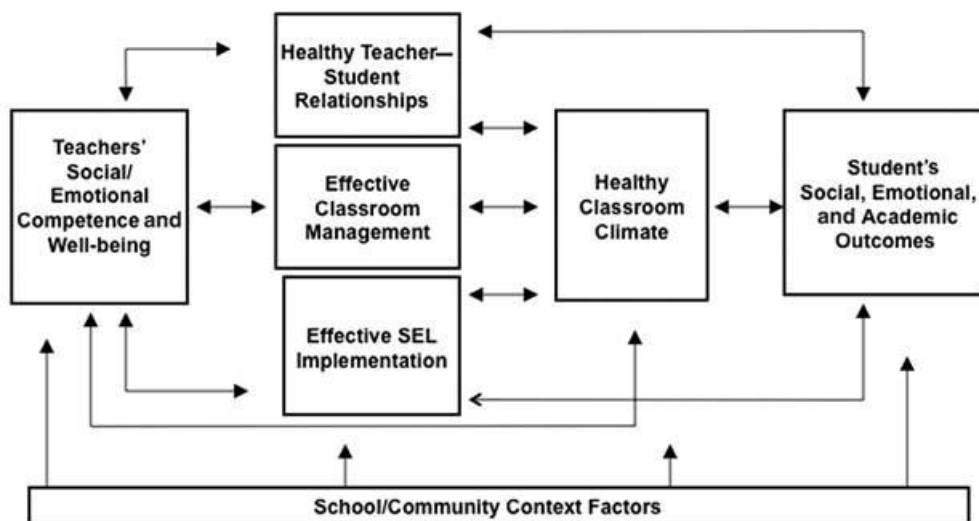 Healthy Teacher—
Student
Relationships
Teachers’
Social/
Emotional
Competence and
Well-being
Effective
Classroom
Management
Healthy
Classroom
Climate
Student’s
Social, Emotional,
and Academic
Outcomes
Effective SEL
Implementation
School/Community Context Factors